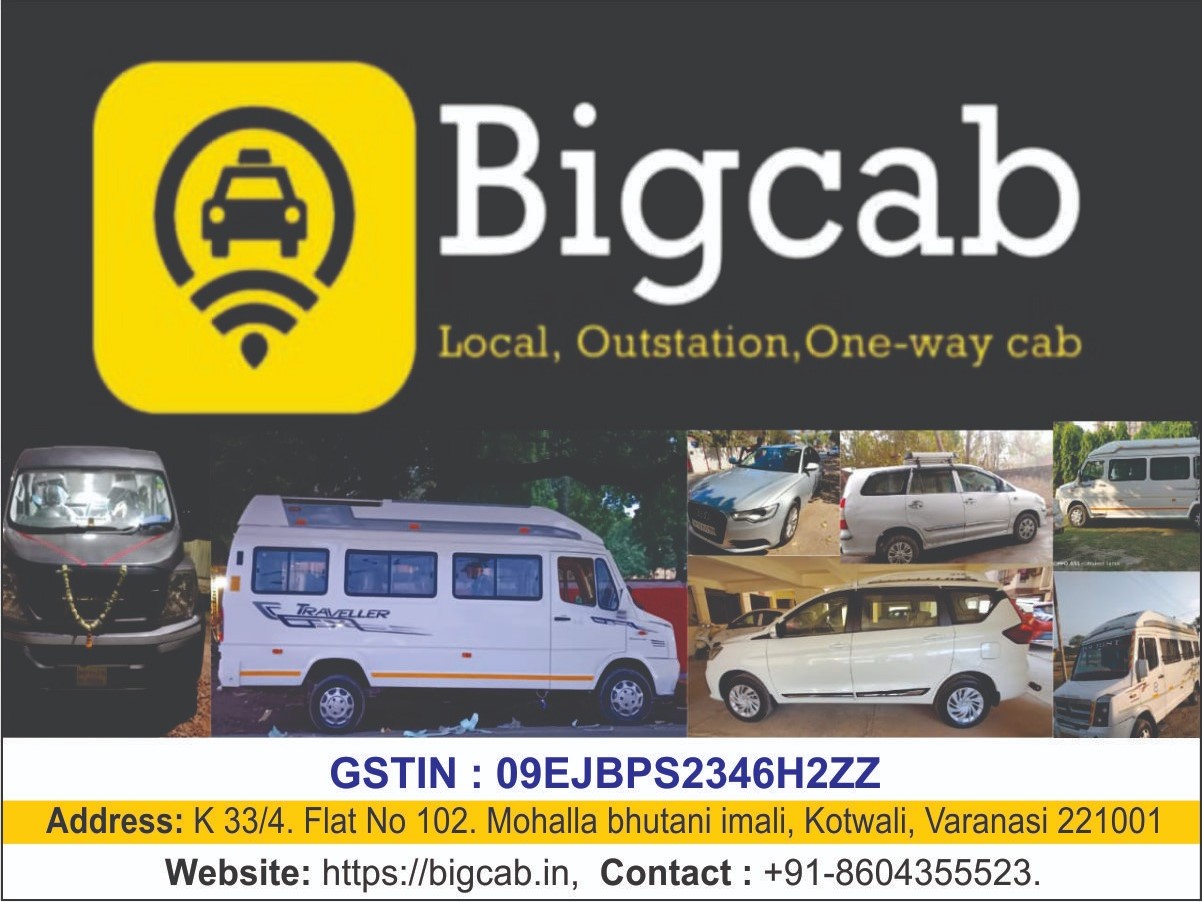 Bigcab
Local, Outstation,One-way cab
TRAVELLER
GSTIN : 09EJBPS2346H2ZZ
Address: K 33/4. Flat No 102. Mohalla bhutani imali, Kotwali, Varanasi 221001
Website: https://bigcab.in, Contact : +91-8604355523.